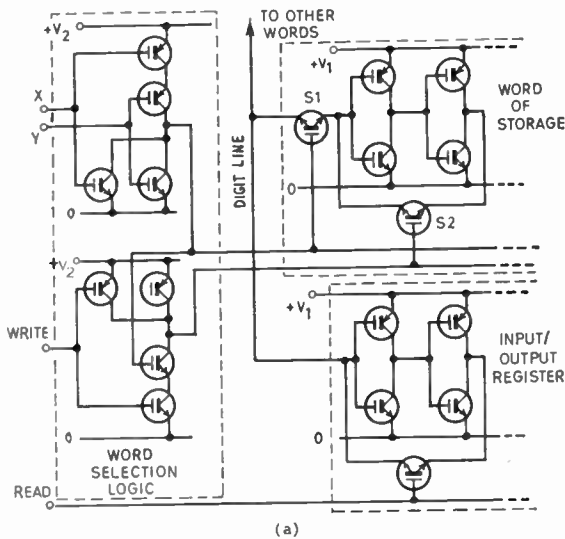 +V2
X
Y
0
+V2
WRITE
0
WORD
SELECTION
LOGIC
READ
TO OTHER
WORDS
DIGIT LINE
+V1
S1
WORD
OF
STORAGE
0
S2
+V1
INPUT/
OUTPUT
REGISTER
0
(a)